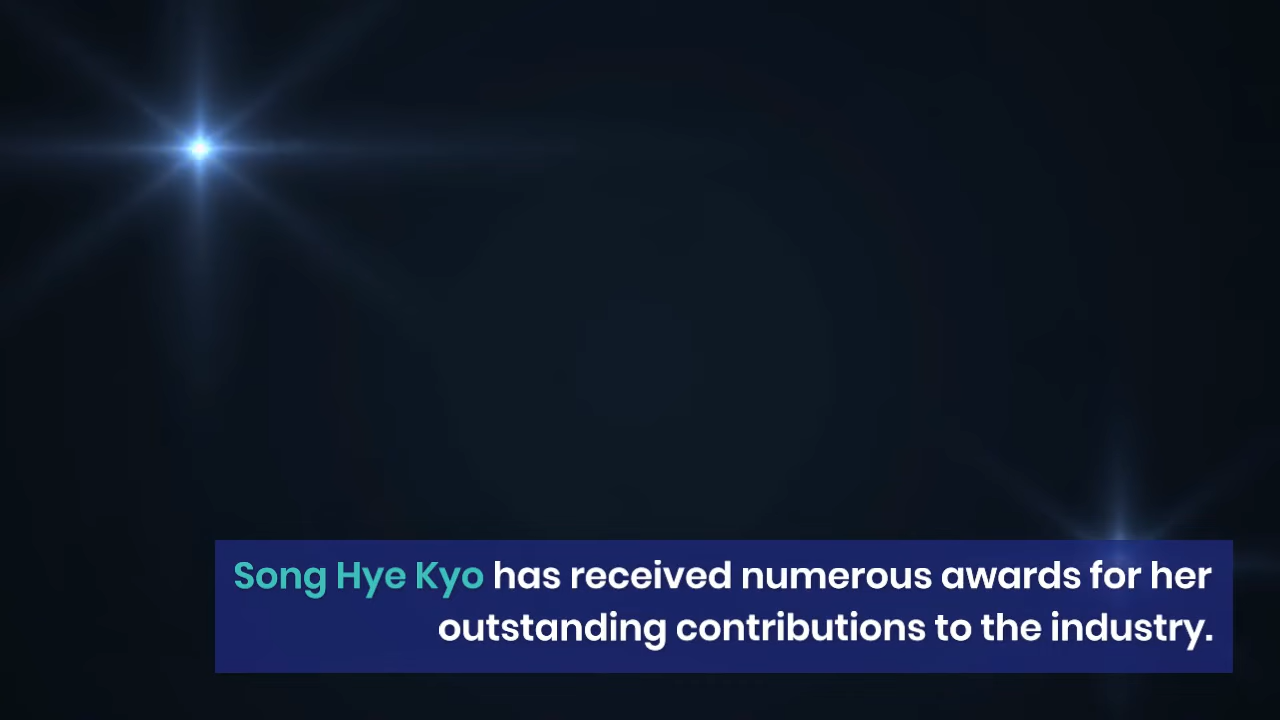 Song Hye Kyo has received numerous awards for her
outstanding contributions to the industry.